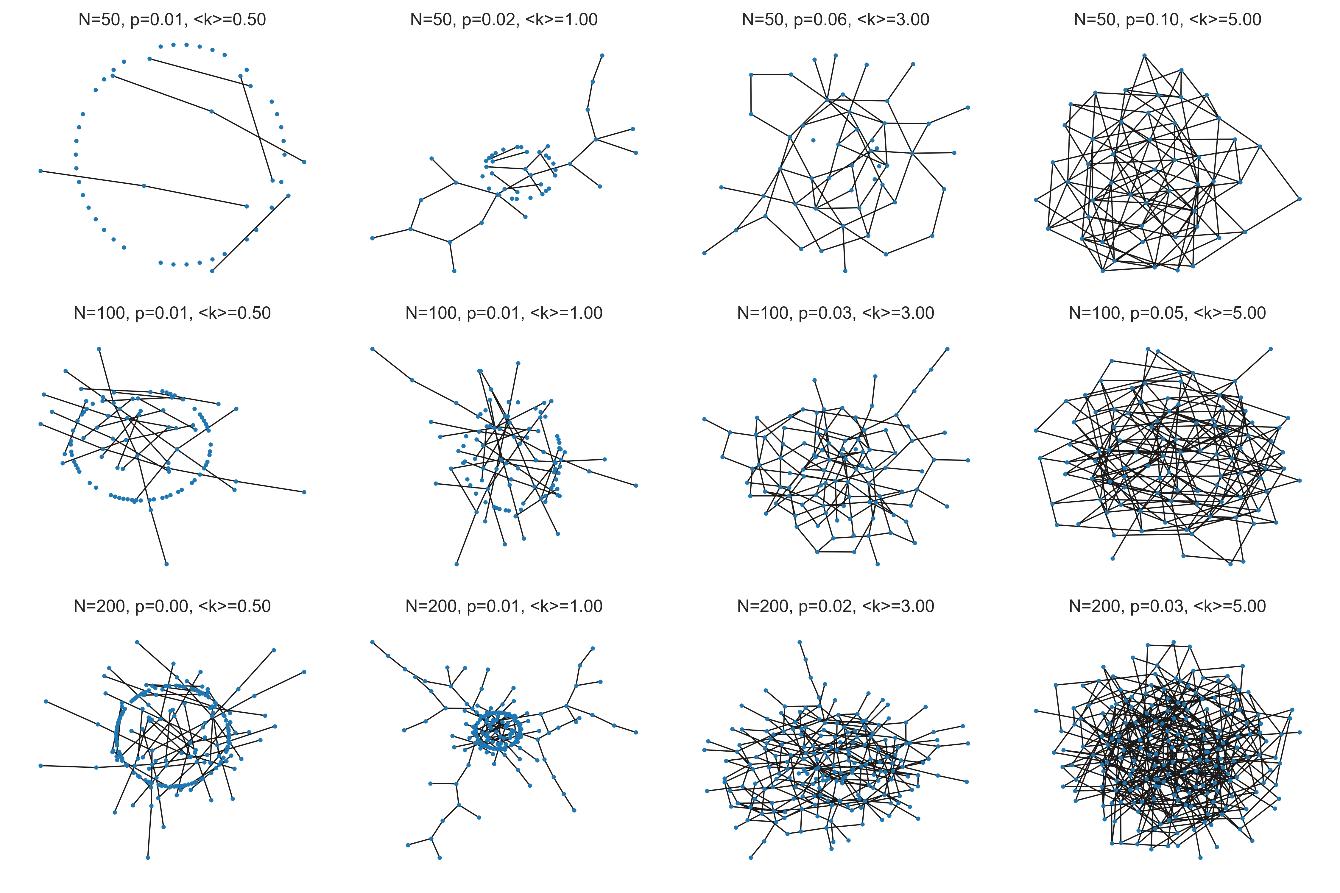 N=50, p=0.01, <k>=0.50
N=50, p=0.02, <k>=1.00
N=50, p=0.06, <k>=3.00
N=50, p=0.10, <k>=5.00
N=100, p=0.01, <k>=0.50
N=100, p=0.01, <k>=1.00
N=100, p=0.03, <k>=3.00
N=100, p=0.05, <k>=5.00
N=200, p=0.00, <k>=0.50
N=200, p=0.01, <k>=1.00
N=200, p=0.02, <k>=3.00
N=200, p=0.03, <k>=5.00